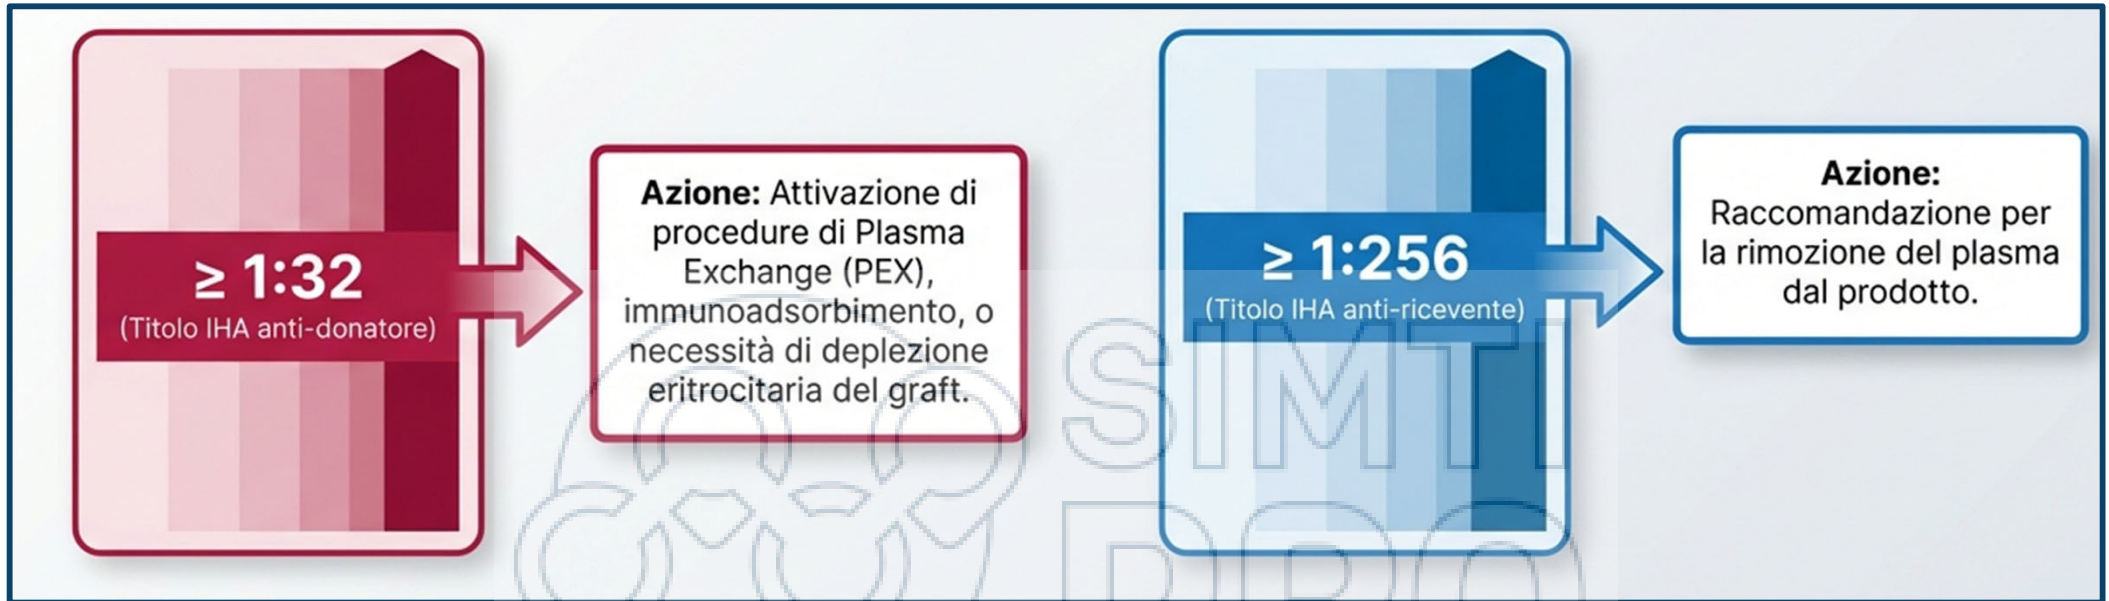 ≥ 1:32
(Titolo IHA anti-donatore)
Azione: Attivazione di
procedure di Plasma
Exchange (PEX),
immunoadsorbimento, o
necessità di deplezione
eritrocitaria del graft.
≥ 1:256
(Titolo IHA anti-ricevente)
Azione:
Raccomandazione per
la rimozione del plasma
dal prodotto.
SIMTI